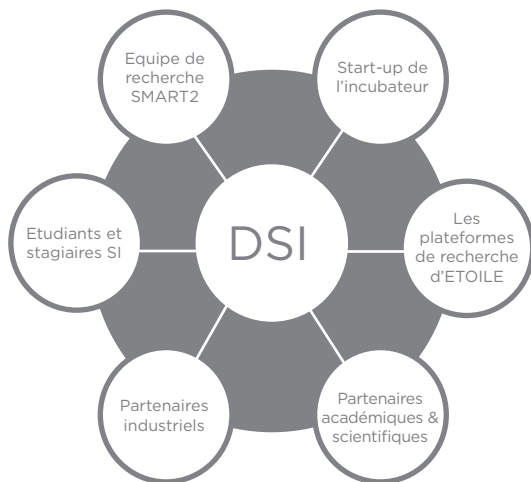 Equipe de
recherche
SMART2
Start-up de
l'incubateur
Etudiants et
stagiaires SI
DSI
Les
plateformes
de recherche
d'ETOILE
Partenaires
industriels
Partenaires
académiques &
scientifiques